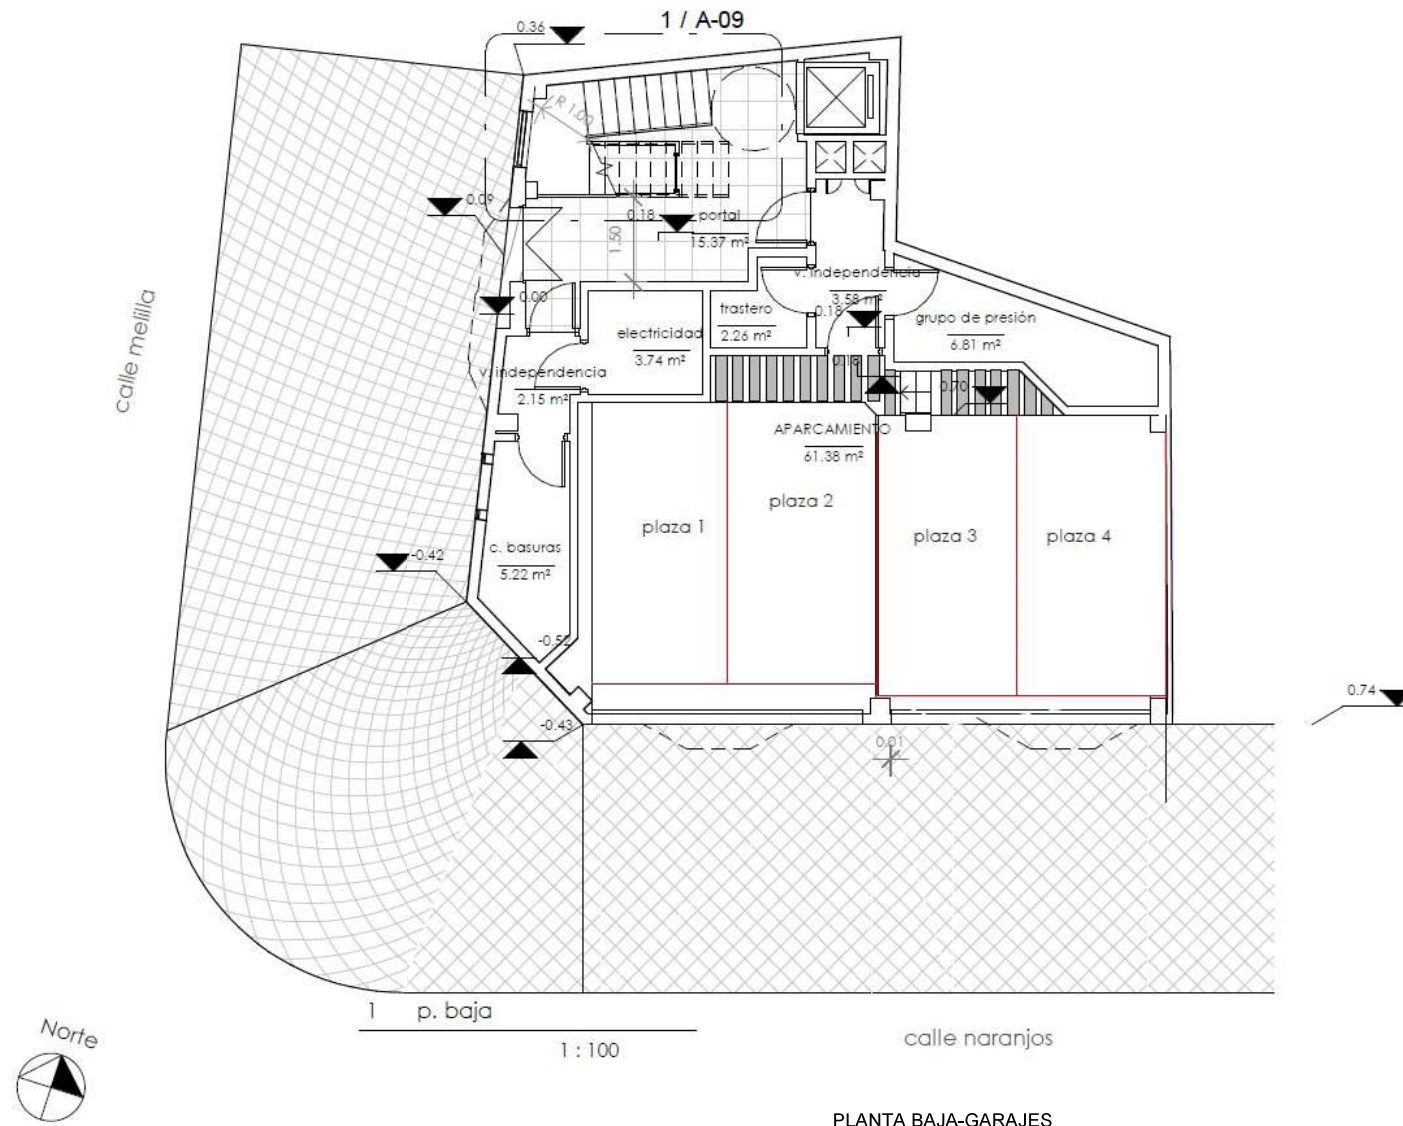 1 / A-09
0.36
R 1.00
0.09
0.18
portal
15.37 m²
1.50
v. independencia
3.58 m²
0.00
trastero
2.26 m²
0.18
grupo de presión
6.81 m²
electricidad
3.74 m²
0.18
v. independencia
2.15 m²
0.70
calle melilla
APARCAMIENTO
61.38 m²
plaza 1
plaza 2
plaza 3
plaza 4
c. basuras
5.22 m²
-0.42
-0.52
-0.43
0.74
0.01
1 p. baja
1 : 100
calle naranjos
Norte
PLANTA BAJA-GARAJES